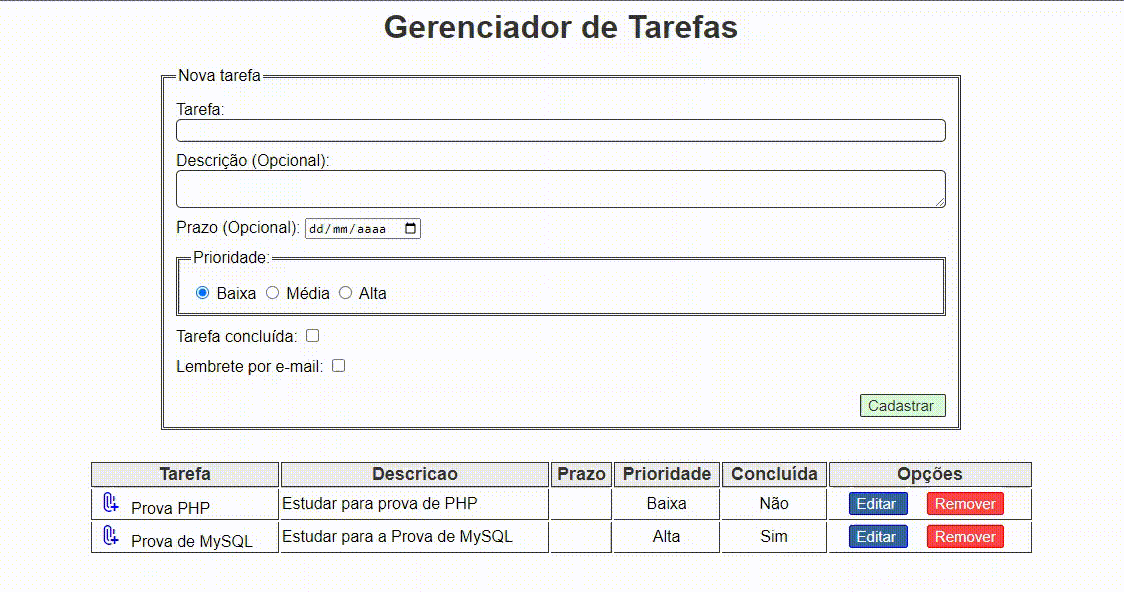 Gerenciador de Tarefas
Nova tarefa
Tarefa:
Descrição (Opcional):
Prazo (Opcional): dd/mm/aaaa
Prioridade:
Baixa Média Alta
Tarefa concluída:
Lembrete por e-mail:
Cadastrar
Tarefa Descricao Prazo Prioridade Concluída Opções
Prova PHP Estudar para prova de PHP Baixa Não Editar Remover
Prova de MySQL Estudar para a Prova de MySQL Alta Sim Editar Remover